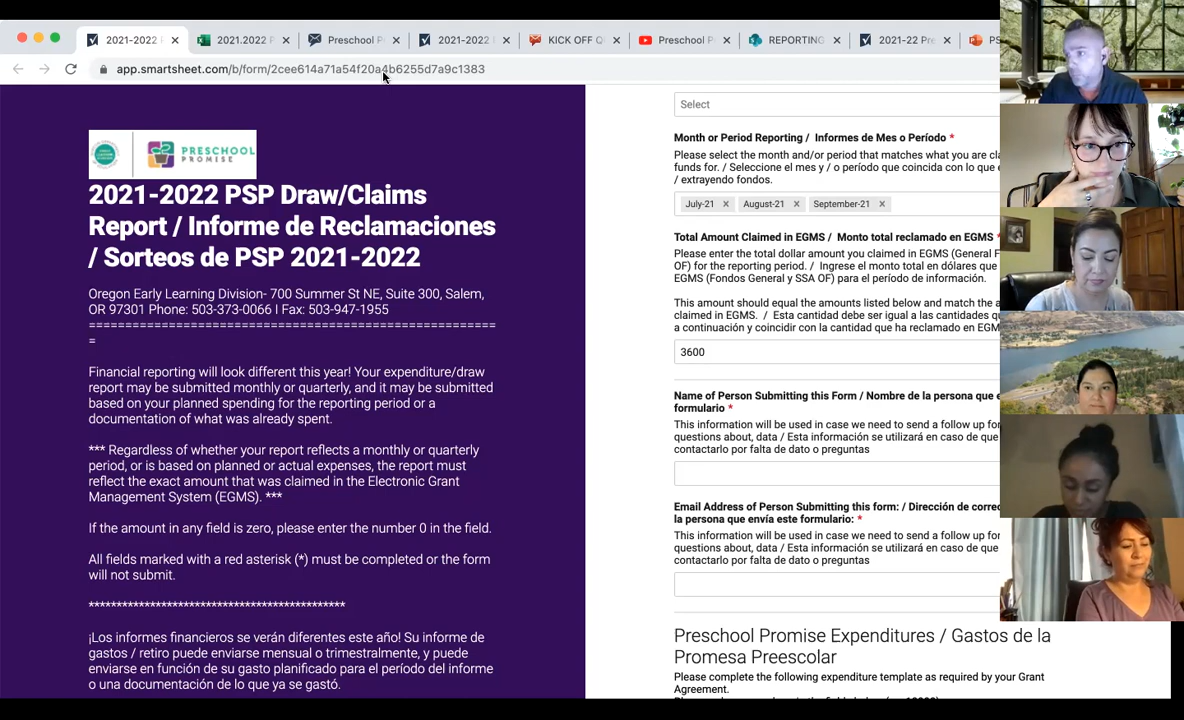 2021-2022
2021.2022 P
Preschool P
2021-2022
KICK OFF Q
Preschool P
REPORTING
2021-22 Pre
PS
app.smartsheet.com/b/form/2cee614a71a54f20a4b6255d7a9c1383
PRESCHOOL
PROMISE
2021-2022 PSP Draw/Claims
Report / Informe de Reclamaciones
/ Sorteos de PSP 2021-2022
Oregon Early Learning Division- 700 Summer St NE, Suite 300, Salem,
OR 97301 Phone: 503-373-0066 I Fax: 503-947-1955
====================================================
=
Financial reporting will look different this year! Your expenditure/draw
report may be submitted monthly or quarterly, and it may be submitted
based on your planned spending for the reporting period or a
documentation of what was already spent.
*** Regardless of whether your report reflects a monthly or quarterly
period, or is based on planned or actual expenses, the report must
reflect the exact amount that was claimed in the Electronic Grant
Management System (EGMS). ***
If the amount in any field is zero, please enter the number 0 in the field.
All fields marked with a red asterisk (*) must be completed or the form
will not submit.
**********************************************
¡Los informes financieros se verán diferentes este año! Su informe de
gastos / retiro puede enviarse mensual o trimestralmente, y puede
enviarse en función de su gasto planificado para el período del informe
o una documentación de lo que ya se gastó.
Select
Month or Period Reporting / Informes de Mes o Período *
Please select the month and/or period that matches what you are cla
funds for. / Seleccione el mes y / o período que coincida con lo que e
/ extrayendo fondos.
July-21 August-21 September-21
Total Amount Claimed in EGMS / Monto total reclamado en EGMS *
Please enter the total dollar amount you claimed in EGMS (General F
OF) for the reporting period. / Ingrese el monto total en dólares que
EGMS (Fondos General y SSA OF) para el período de información.
This amount should equal the amounts listed below and match the a
claimed in EGMS. / Esta cantidad debe ser igual a las cantidades q
a continuación y coincidir con la cantidad que ha reclamado en EGM
3600
Name of Person Submitting this Form / Nombre de la persona que e
formulario *
This information will be used in case we need to send a follow up for
questions about, data / Esta información se utilizará en caso de que
contactarlo por falta de dato o preguntas
Email Address of Person Submitting this form: / Dirección de correo
la persona que envía este formulario: *
This information will be used in case we need to send a follow up for
questions about, data / Esta información se utilizará en caso de que
contactarlo por falta de dato o preguntas
Preschool Promise Expenditures / Gastos de la
Promesa Preescolar
Please complete the following expenditure template as required by your Grant
Agreement.